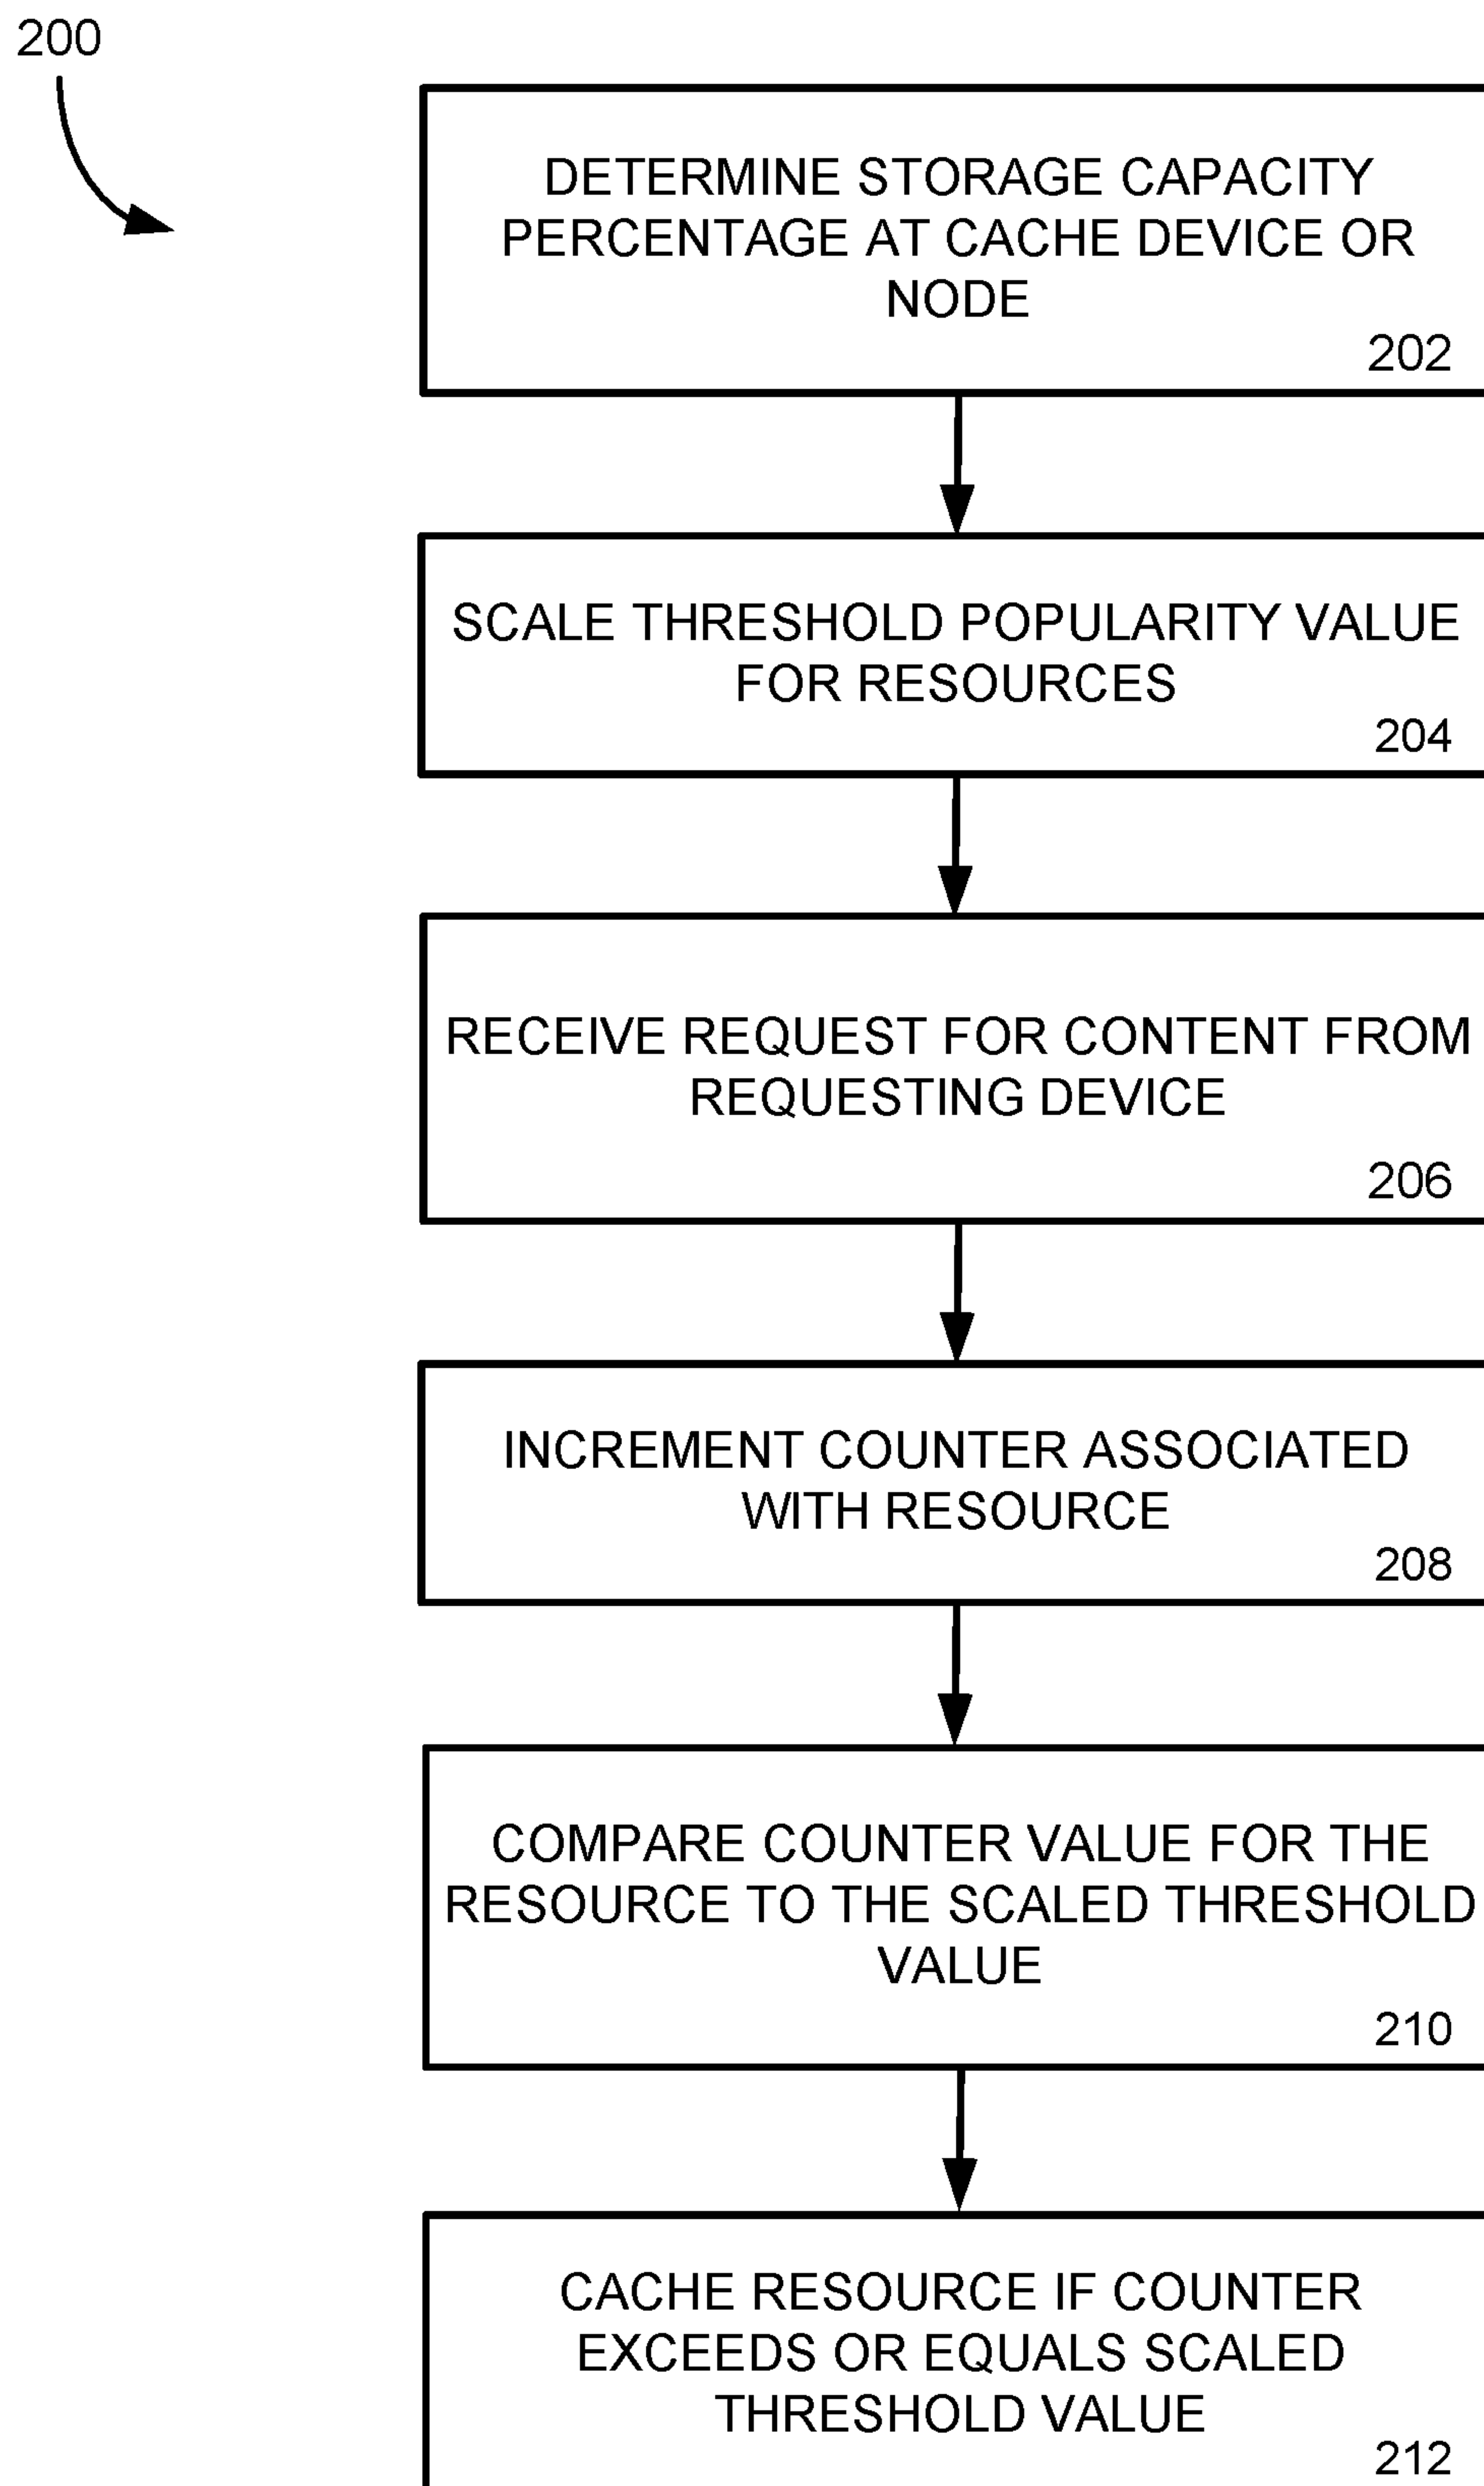 200
DETERMINE STORAGE CAPACITY
PERCENTAGE AT CACHE DEVICE OR
NODE
202
SCALE THRESHOLD POPULARITY VALUE
FOR RESOURCES
204
RECEIVE REQUEST FOR CONTENT FROM
REQUESTING DEVICE
206
INCREMENT COUNTER ASSOCIATED
WITH RESOURCE
208
COMPARE COUNTER VALUE FOR THE
RESOURCE TO THE SCALED THRESHOLD
VALUE
210
CACHE RESOURCE IF COUNTER
EXCEEDS OR EQUALS SCALED
THRESHOLD VALUE
212